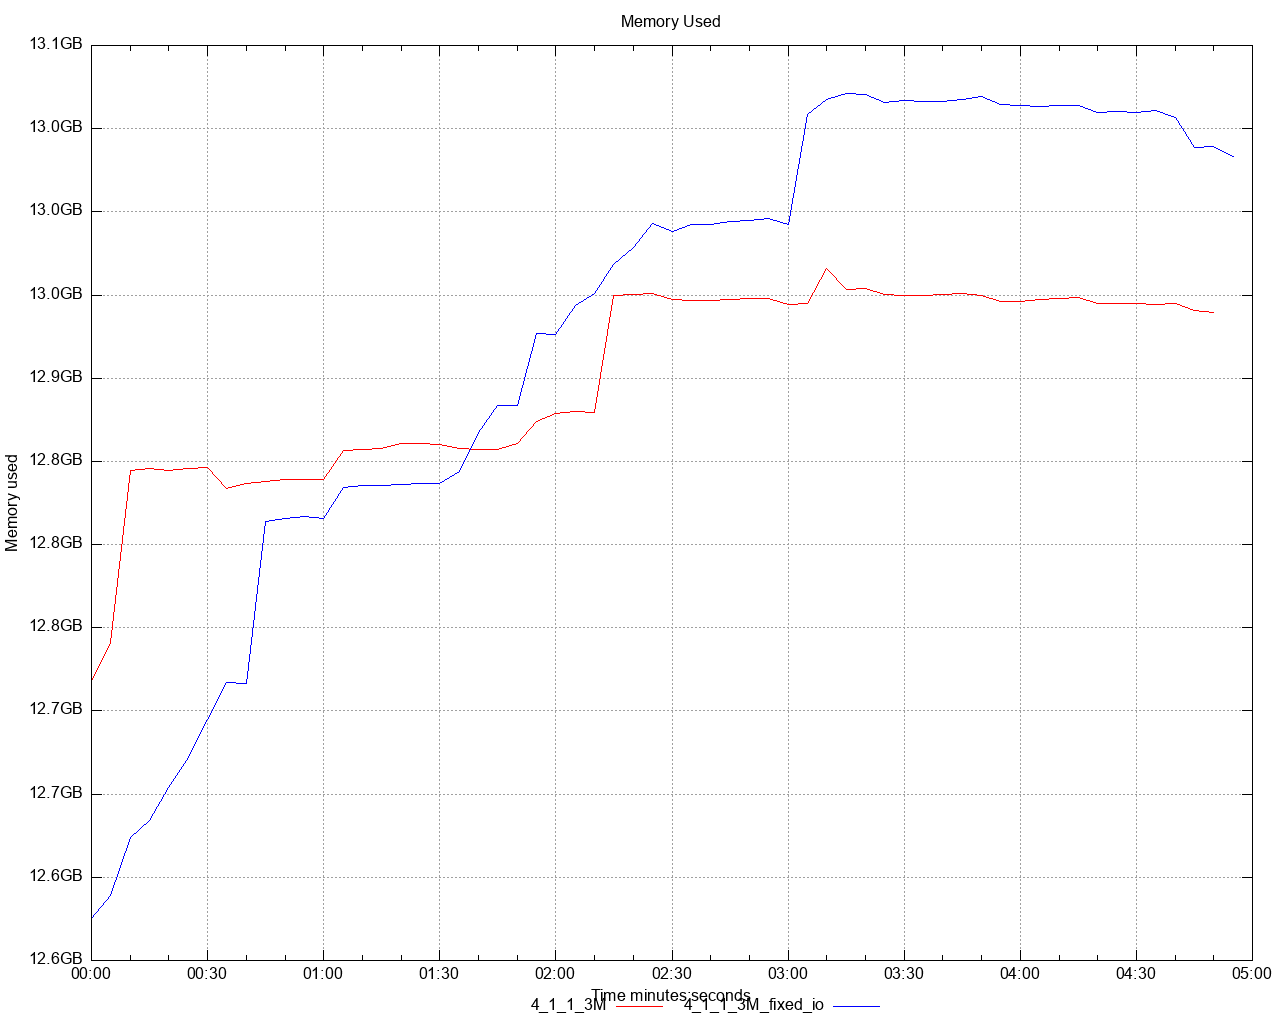 Memory Used
13.1GB
13.0GB
13.0GB
13.0GB
12.9GB
12.8GB
12.8GB
12.8GB
12.7GB
12.7GB
12.6GB
12.6GB
Memory used
00:00 00:30 01:00 01:30 02:00 02:30 03:00 03:30 04:00 04:30 05:00
Time minutes:seconds
4_1_1_3M 4_1_1_3M_fixed_io